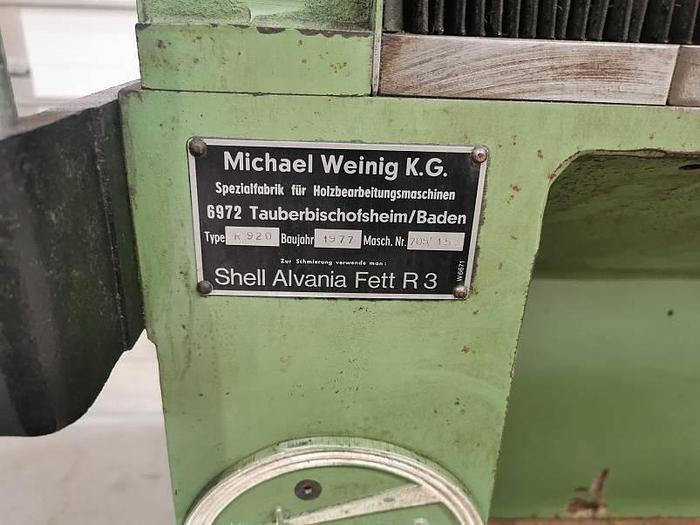 Michael Weinig K.G.
Spezialfabrik für Holzbearbeitungsmaschinen
6972 Tauberbischofsheim/Baden
Type R 920 Baujahr 1977 Masch. Nr.
Zur Schmierung verwende man:
Shell Alvania Fett R 3
W6671